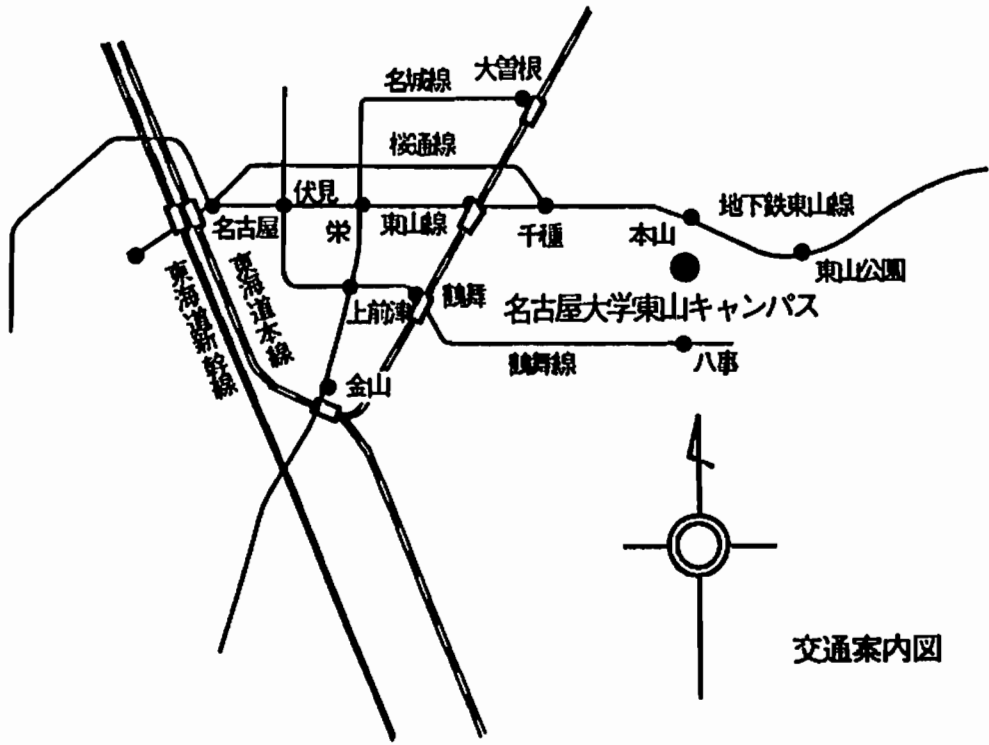 大曽根
名城線
桜通線
伏見
名古屋
栄
東山線
千種
本山
地下鉄東山線
東山公園
東海道新幹線
東海道本線
上前津
鶴舞
名古屋大学東山キャンパス
鶴舞線
八事
金山
交通案内図